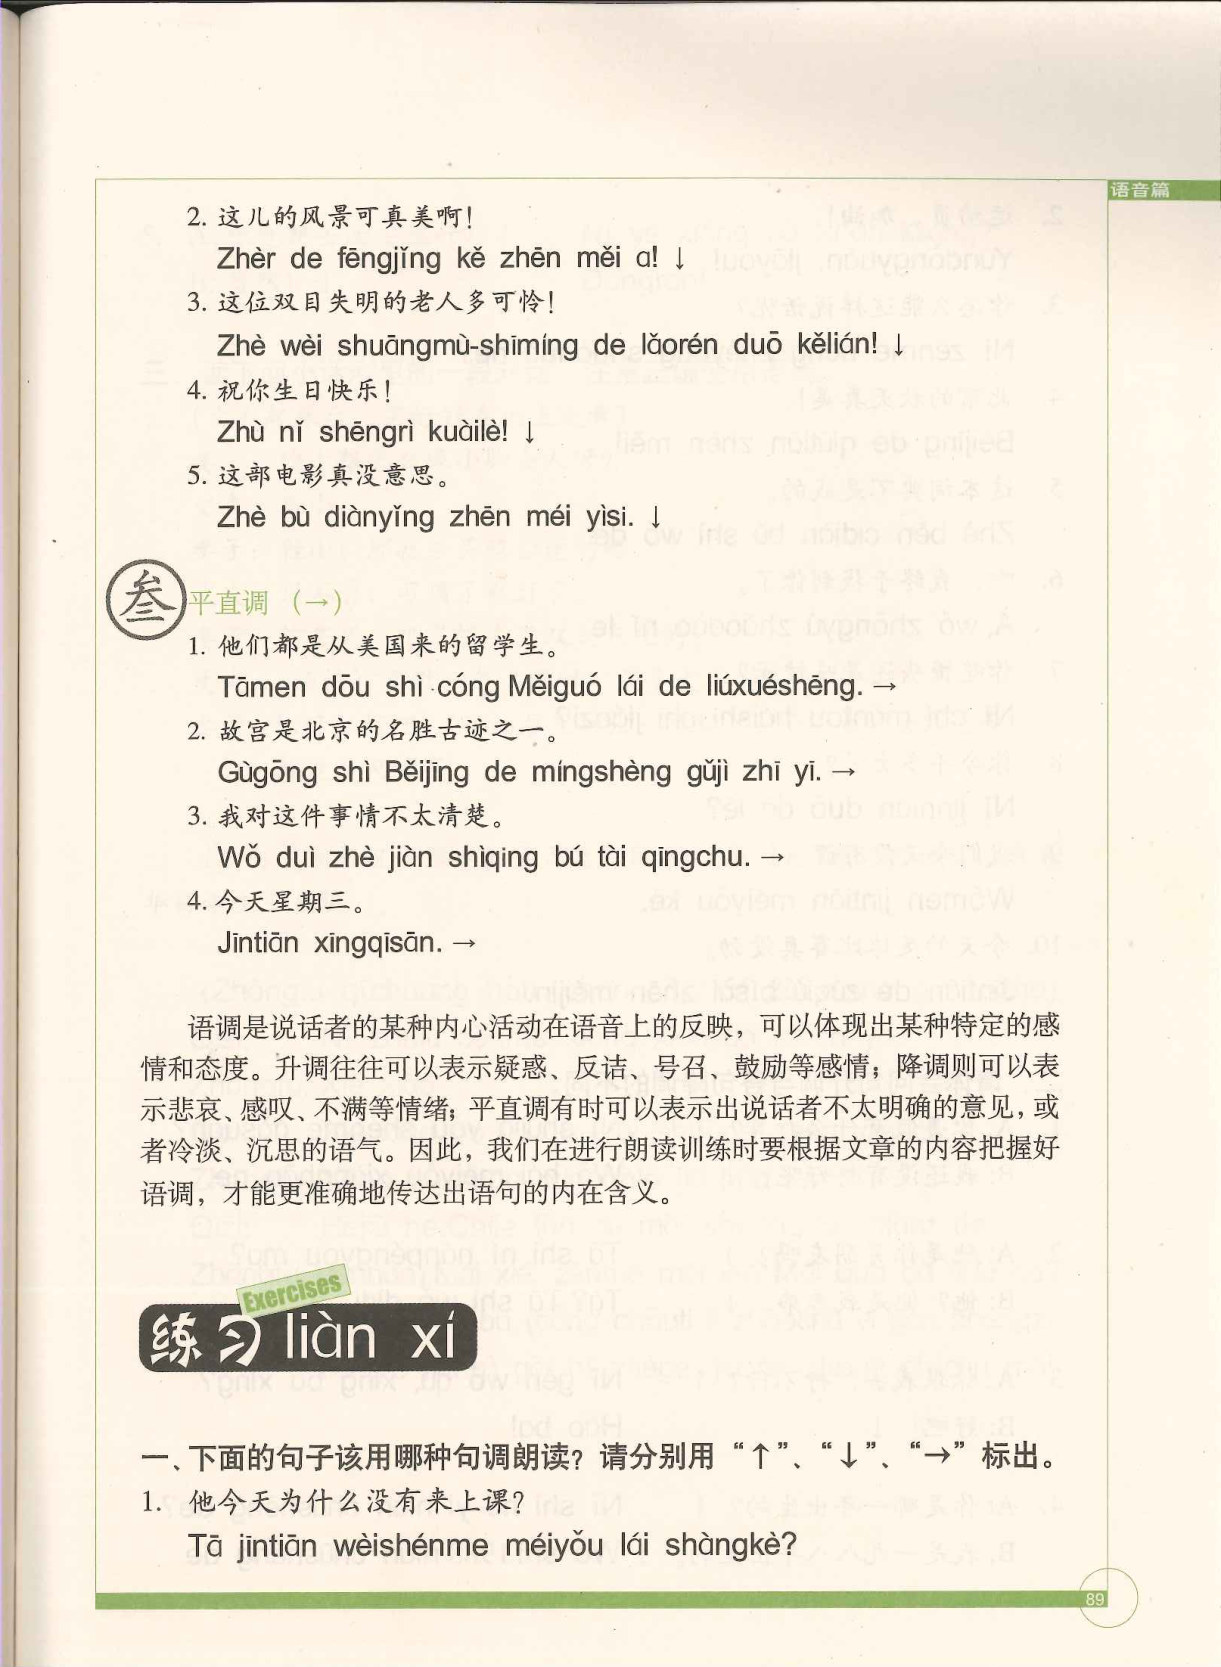 语音篇
2. 这儿的风景可真美啊!
Zhèr de fēngjǐng kě zhēn měi a! ↓
3. 这位双目失明的老人多可怜!
Zhè wèi shuāngmù-shīmíng de lǎorén duō kělián! ↓
4. 祝你生日快乐!
Zhù nǐ shēngrì kuàilè! ↓
5. 这部电影真没意思。
Zhè bù diànyǐng zhēn méi yìsi. ↓
叁 平直调 (→)
1. 他们都是从美国来的留学生。
Tāmen dōu shì cóng Měiguó lái de liúxuéshēng. →
2. 故宫是北京的名胜古迹之一。
Gùgōng shì Běijīng de míngshèng gǔjì zhī yī. →
3. 我对这件事情不太清楚。
Wǒ duì zhè jiàn shìqing bú tài qīngchu. →
4. 今天星期三。
Jīntiān xīngqīsān. →
语调是说话者的某种内心活动在语音上的反映，可以体现出某种特定的感
情和态度。升调往往可以表示疑惑、反诘、号召、鼓励等感情；降调则可以表
示悲哀、感叹、不满等情绪；平直调有时可以表示出说话者不太明确的意见，或
者冷淡、沉思的语气。因此，我们在进行朗读训练时要根据文章的内容把握好
语调，才能更准确地传达出语句的内在含义。
Exercises
练习 liàn xí
一、下面的句子该用哪种句调朗读？请分别用“↑”、“↓”、“→”标出。
1. 他今天为什么没有来上课?
Tā jīntiān wèishénme méiyǒu lái shàngkè?
89